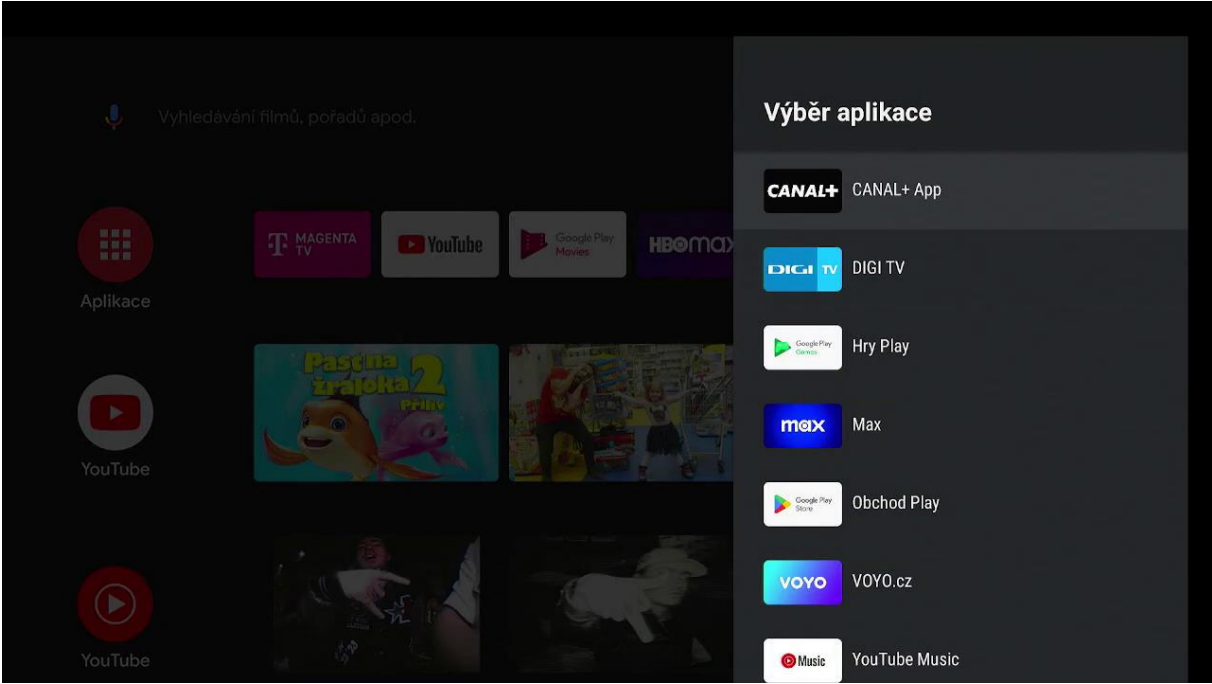 Vyhledávání filmů, pořadů apod.
Aplikace
T MAGENTA
TV
YouTube
Google Play
Movies
HBOmax
YouTube
Past na
žraloka 2
Příliv
YouTube
Výběr aplikace
CANAL+
CANAL+ App
DIGI TV
DIGI TV
Google Play
Games
Hry Play
max
Max
Google Play
Store
Obchod Play
VOYO
VOYO.cz
Music
YouTube Music